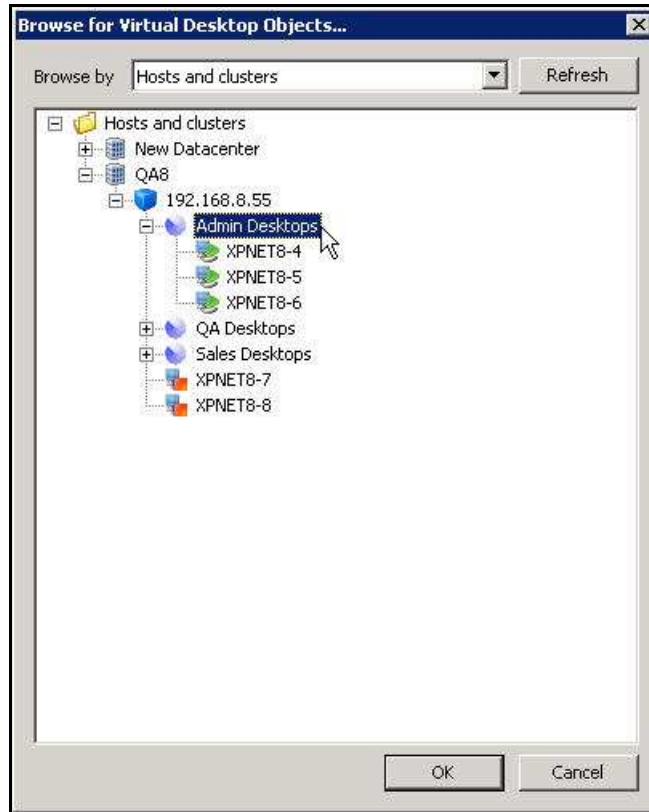 Browse for Virtual Desktop Objects...
Browse by Hosts and clusters Refresh
Hosts and clusters
New Datacenter
QA8
192.168.8.55
Admin Desktops
XPNET8-4
XPNET8-5
XPNET8-6
QA Desktops
Sales Desktops
XPNET8-7
XPNET8-8
OK Cancel